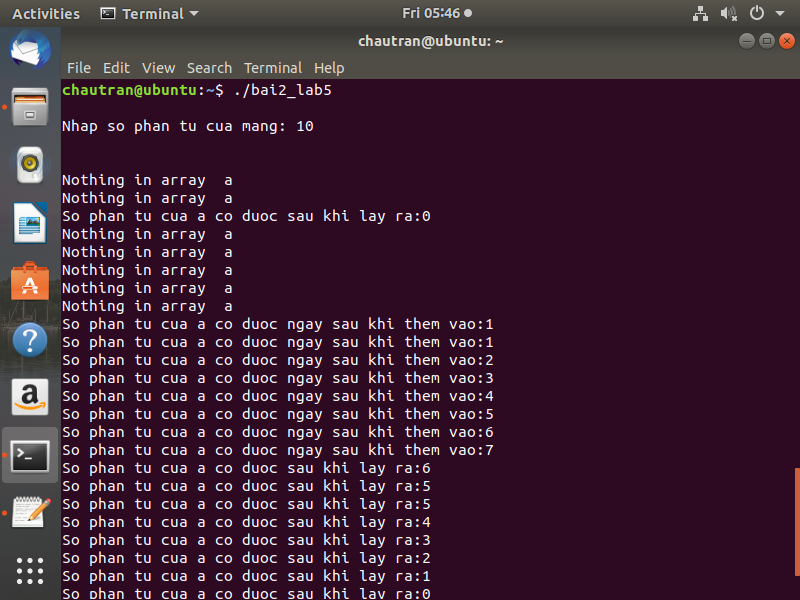 Activities Terminal Fri 05:46
chautran@ubuntu: ~
File Edit View Search Terminal Help
chautran@ubuntu:~$ ./bai2_lab5
Nhap so phan tu cua mang: 10
Nothing in array  a
Nothing in array  a
So phan tu cua a co duoc sau khi lay ra:0
Nothing in array  a
Nothing in array  a
Nothing in array  a
Nothing in array  a
Nothing in array  a
So phan tu cua a co duoc ngay sau khi them vao:1
So phan tu cua a co duoc ngay sau khi them vao:1
So phan tu cua a co duoc ngay sau khi them vao:2
So phan tu cua a co duoc ngay sau khi them vao:3
So phan tu cua a co duoc ngay sau khi them vao:4
So phan tu cua a co duoc ngay sau khi them vao:5
So phan tu cua a co duoc ngay sau khi them vao:6
So phan tu cua a co duoc ngay sau khi them vao:7
So phan tu cua a co duoc sau khi lay ra:6
So phan tu cua a co duoc sau khi lay ra:5
So phan tu cua a co duoc sau khi lay ra:5
So phan tu cua a co duoc sau khi lay ra:4
So phan tu cua a co duoc sau khi lay ra:3
So phan tu cua a co duoc sau khi lay ra:2
So phan tu cua a co duoc sau khi lay ra:1
So phan tu cua a co duoc sau khi lay ra:0